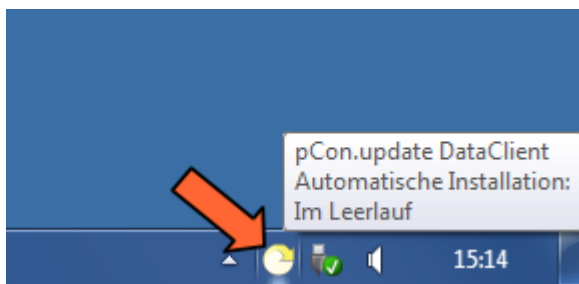 pCon.update DataClient
Automatische Installation:
Im Leerlauf
15:14